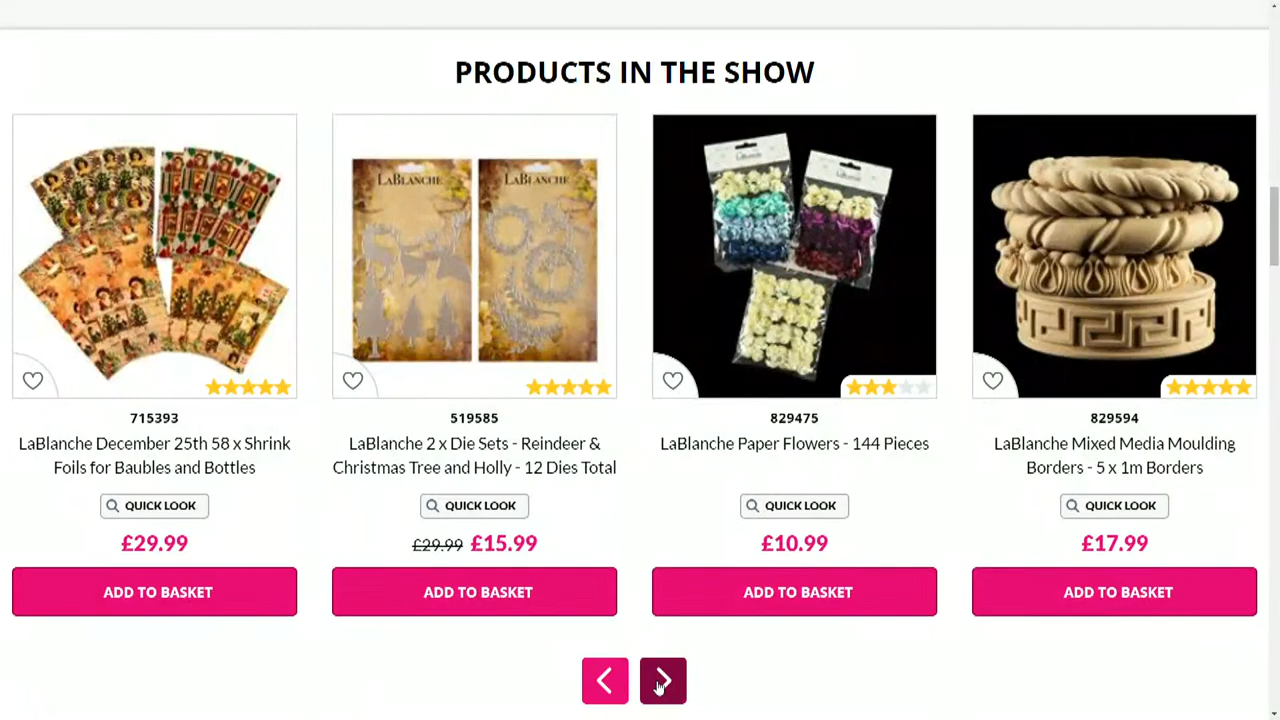 PRODUCTS IN THE SHOW
LABLANCHE
LABLANCHE
715393
LaBlanche December 25th 58 x Shrink
Foils for Baubles and Bottles
QUICK LOOK
£29.99
ADD TO BASKET
519585
LaBlanche 2 x Die Sets - Reindeer &
Christmas Tree and Holly - 12 Dies Total
QUICK LOOK
£29.99 £15.99
ADD TO BASKET
829475
LaBlanche Paper Flowers - 144 Pieces
QUICK LOOK
£10.99
ADD TO BASKET
829594
LaBlanche Mixed Media Moulding
Borders - 5 x 1m Borders
QUICK LOOK
£17.99
ADD TO BASKET